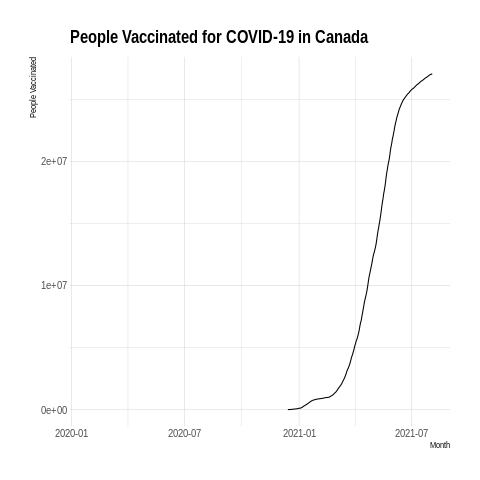 People Vaccinated for COVID-19 in Canada
People Vaccinated
2e+07
1e+07
0e+00
2020-01 2020-07 2021-01 2021-07
Month